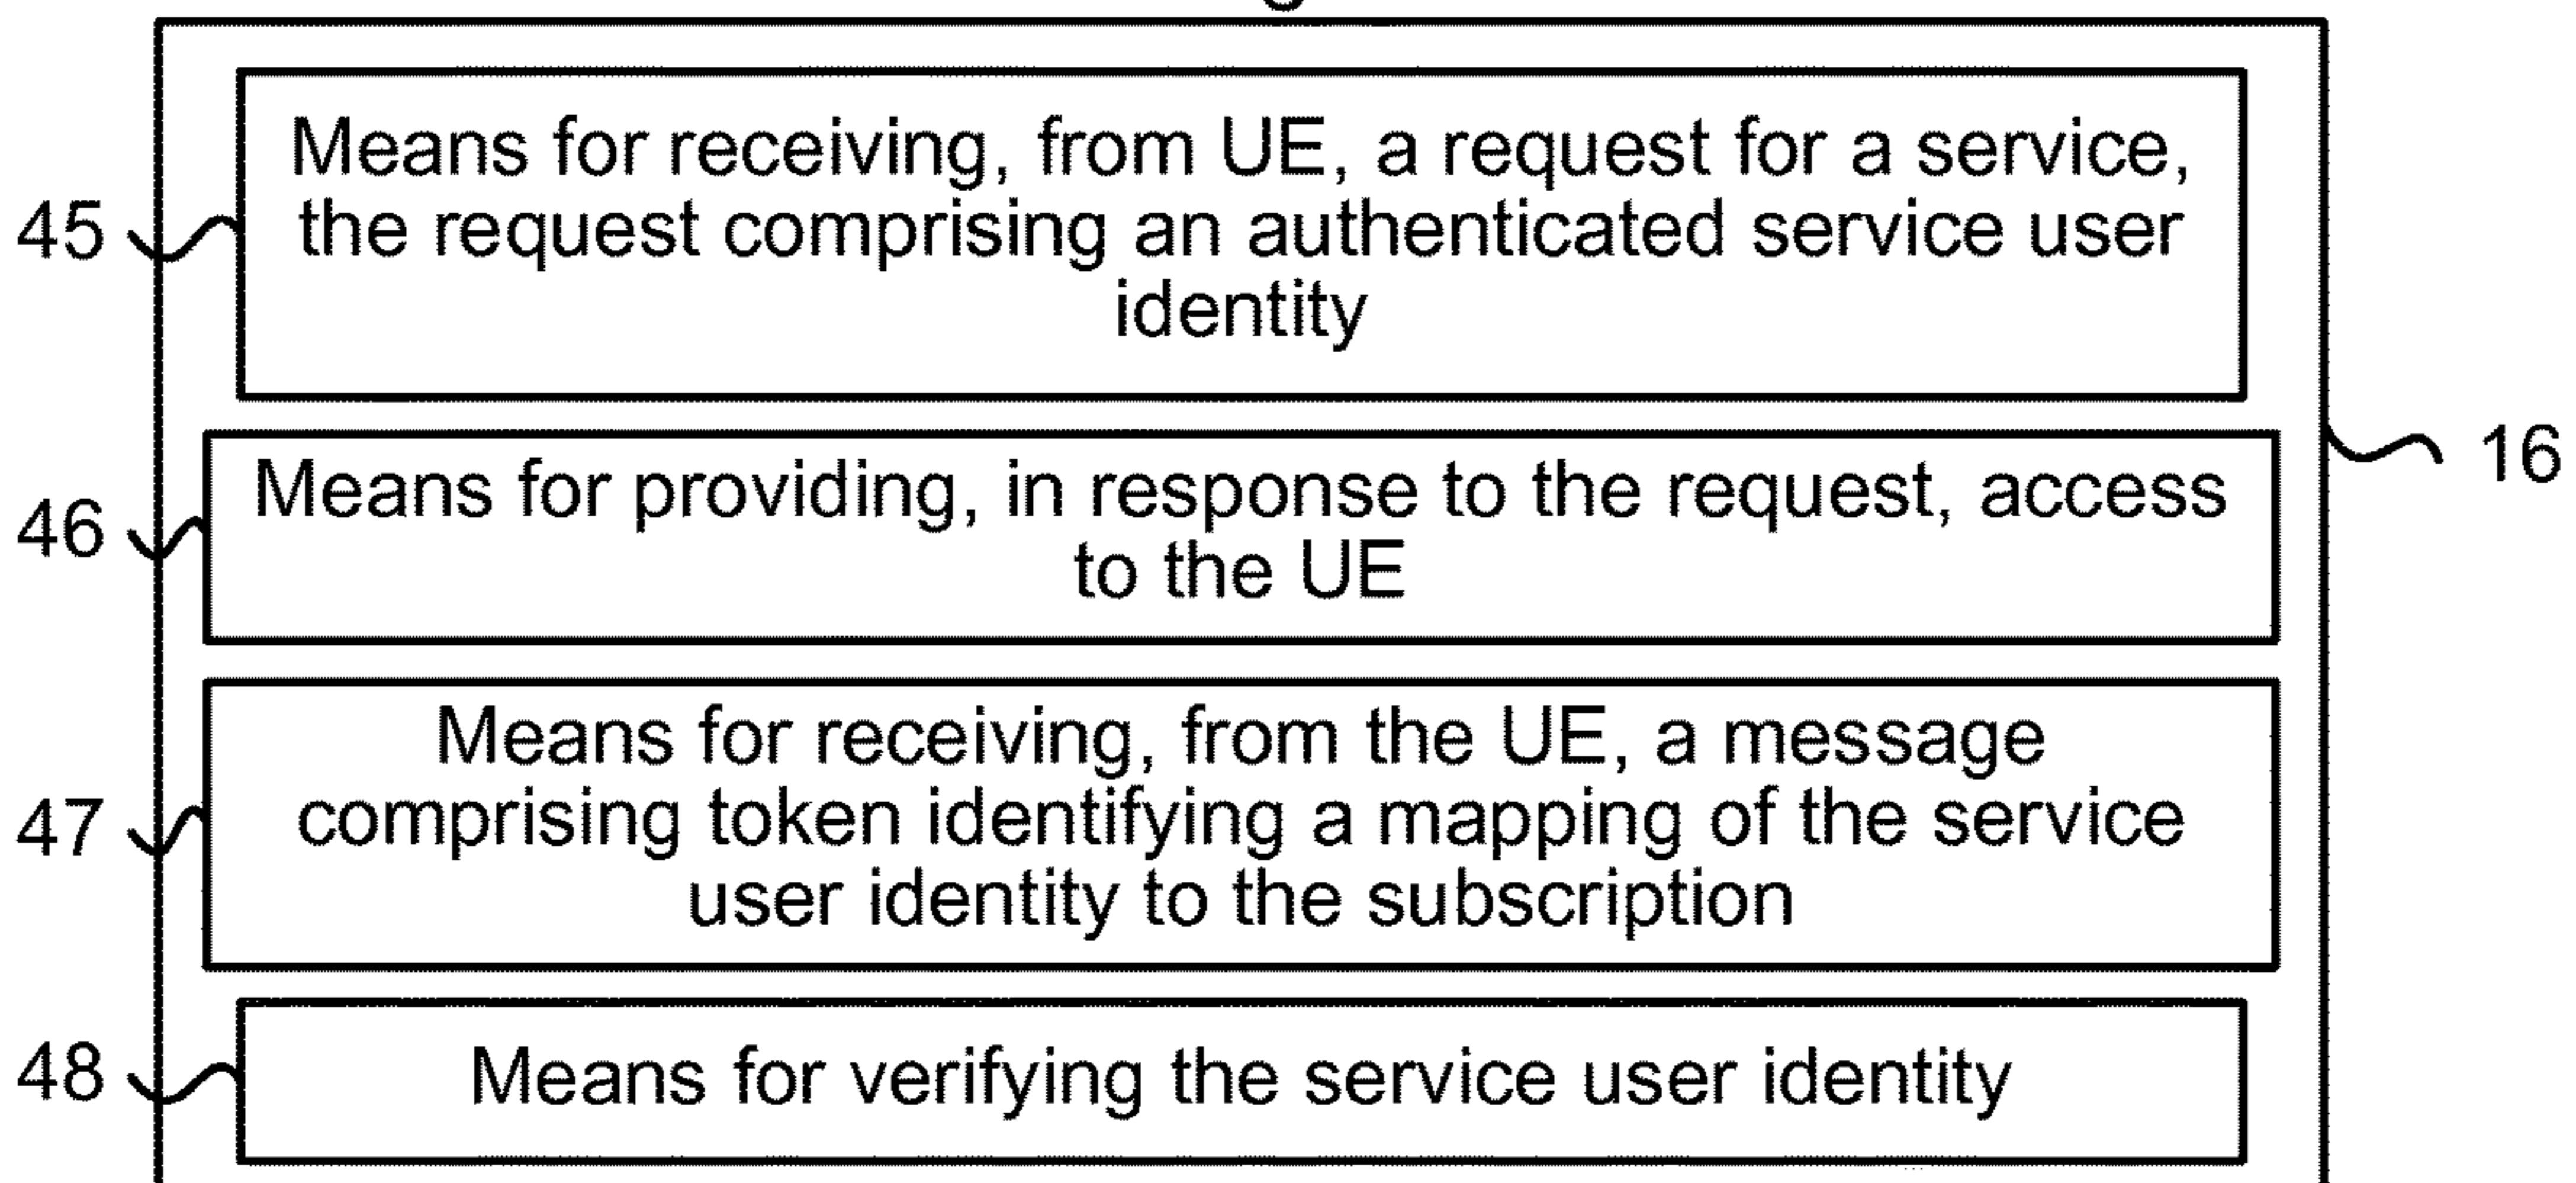 Means for receiving, from UE, a request for a service,
45 the request comprising an authenticated service user
identity
16
Means for providing, in response to the request, access
46
to the UE
Means for receiving, from the UE, a message
47 comprising token identifying a mapping of the service
user identity to the subscription
48 Means for verifying the service user identity